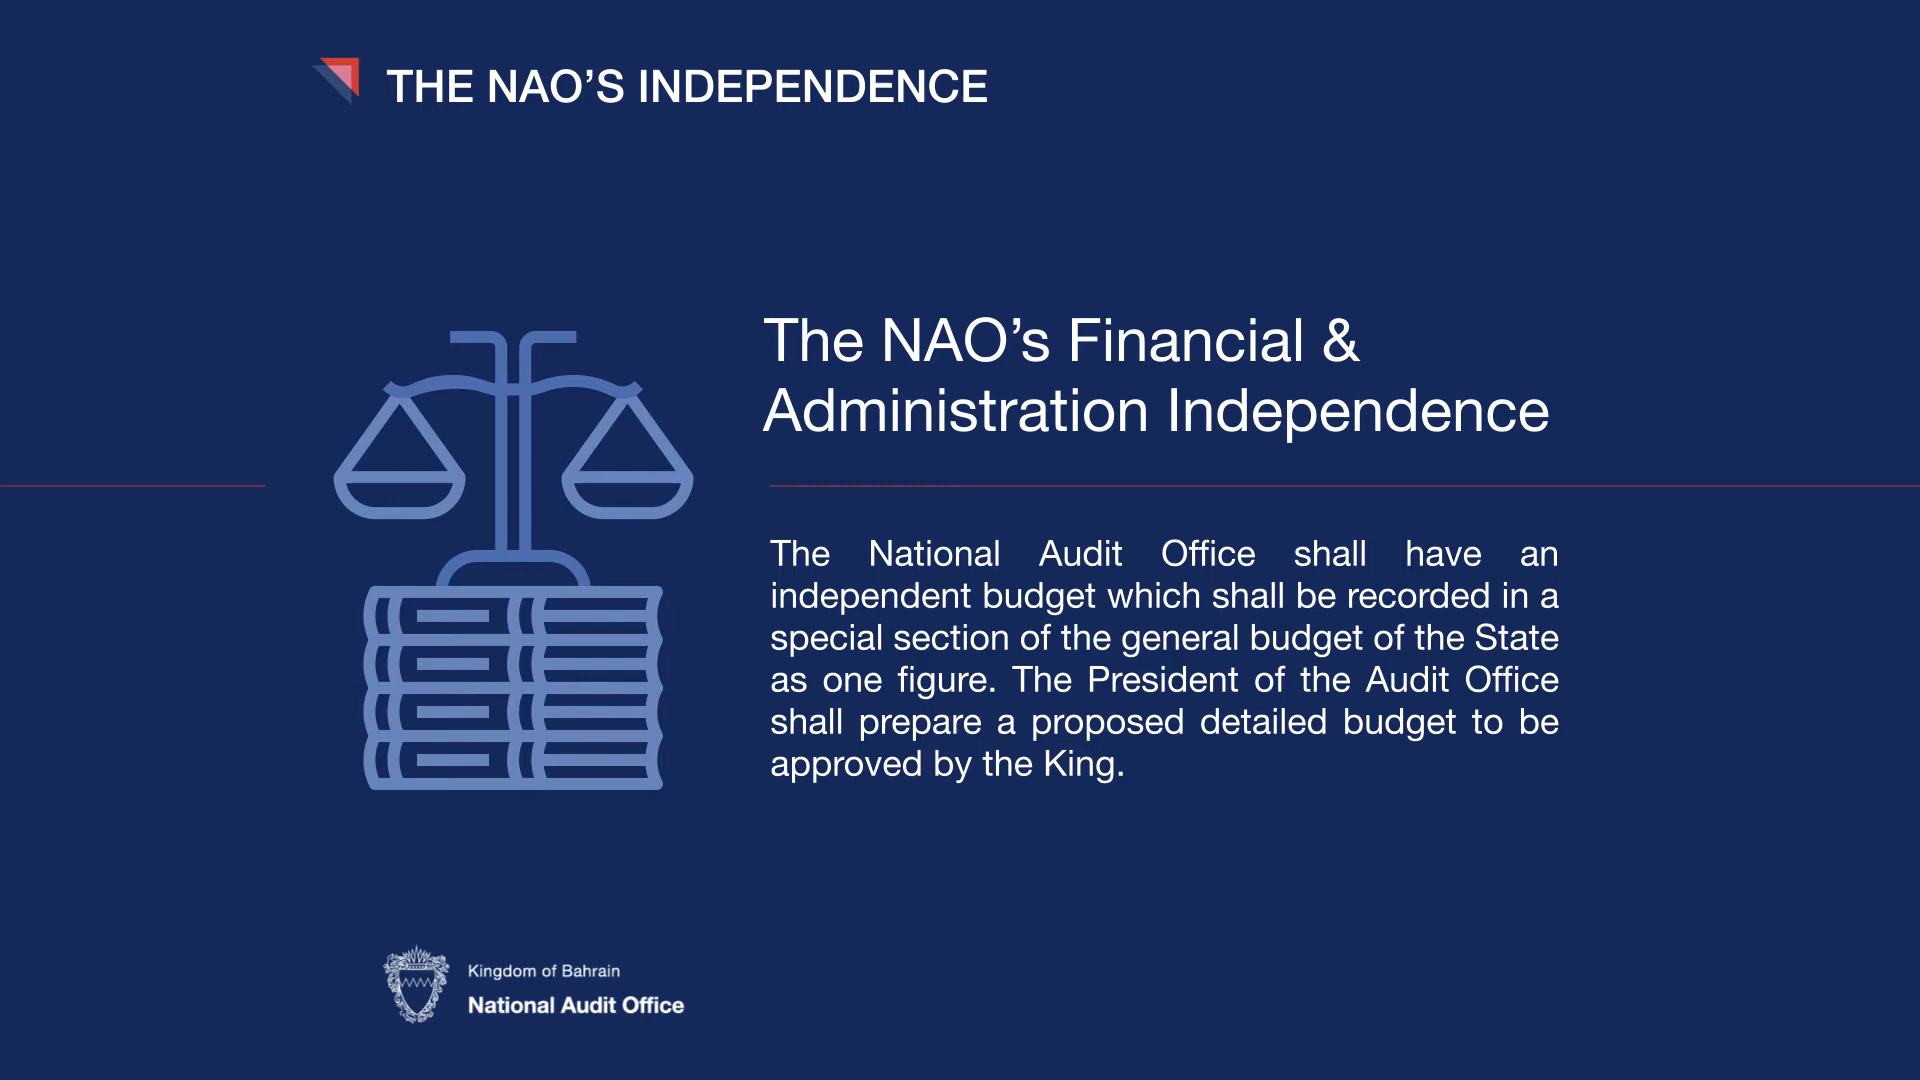 THE NAO’S INDEPENDENCE
The NAO’s Financial &
Administration Independence
The National Audit Office shall have an
independent budget which shall be recorded in a
special section of the general budget of the State
as one figure. The President of the Audit Office
shall prepare a proposed detailed budget to be
approved by the King.
Kingdom of Bahrain
National Audit Office